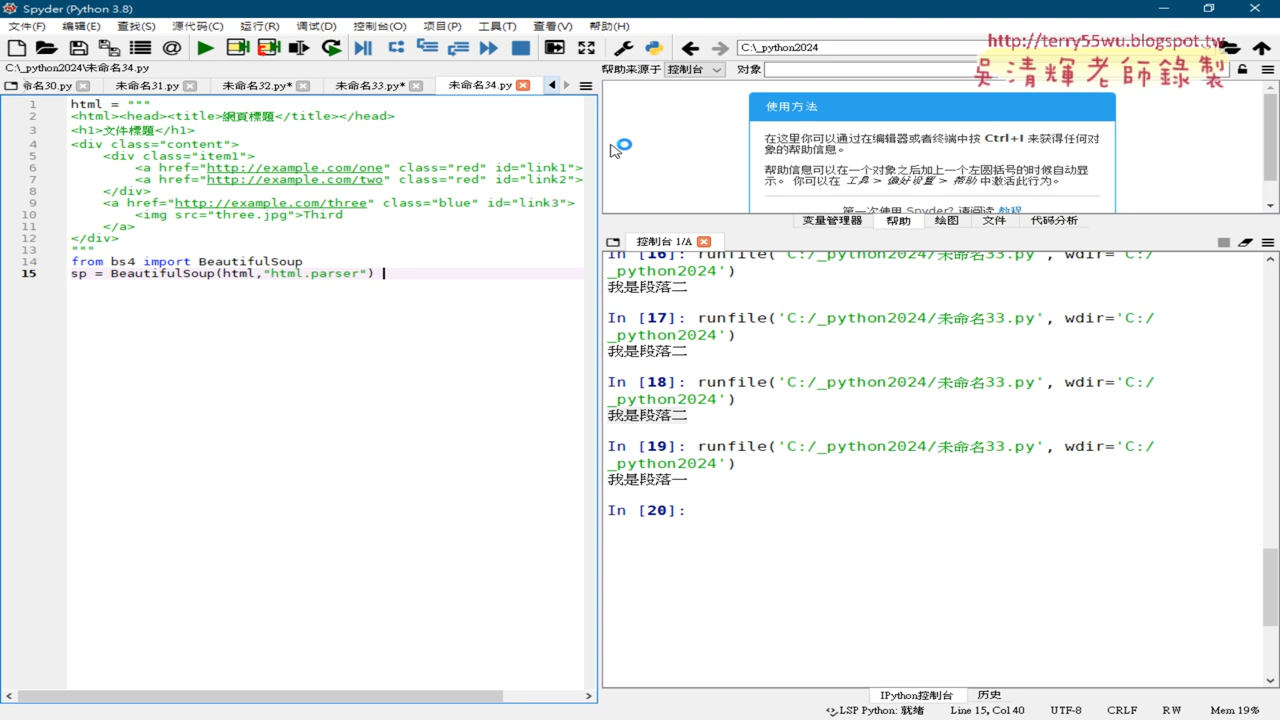 Spyder (Python 3.8)
文件(F) 编辑(E) 查找(S) 源代码(C) 运行(R) 调试(D) 控制台(O) 项目(P) 工具(T) 查看(V) 帮助(H)
C:\_python2024
http://terry55wu.blogspot.tw
吳清輝老師錄製
C:\_python2024\未命名34.py
帮助来源于 控制台 对象
命名30.py 未命名31.py 未命名32.py* 未命名33.py* 未命名34.py
1 html = """
2 <html><head><title>網頁標題</title></head>
3 <h1>文件標題</h1>
4 <div class="content">
5 <div class="item1">
6 <a href="http://example.com/one" class="red" id="link1">
7 <a href="http://example.com/two" class="red" id="link2">
8 </div>
9 <a href="http://example.com/three" class="blue" id="link3">
10 <img src="three.jpg">Third
11 </a>
12 </div>
13 """
14 from bs4 import BeautifulSoup
15 sp = BeautifulSoup(html,"html.parser")
使用方法
在这里你可以通过在编辑器或者终端中按 Ctrl+I 来获得任何对
象的帮助信息。
帮助信息可以在一个对象之后加上一个左圆括号的时候自动显
示。 你可以在 工具 > 偏好设置 > 帮助 中激活此行为。
第一次使用 Spyder? 请阅读 教程
变量管理器 帮助 绘图 文件 代码分析
控制台 1/A
In [16]: runfile('C:/_python2024/未命名33.py', wdir='C:/
_python2024')
我是段落二
In [17]: runfile('C:/_python2024/未命名33.py', wdir='C:/
_python2024')
我是段落二
In [18]: runfile('C:/_python2024/未命名33.py', wdir='C:/
_python2024')
我是段落二
In [19]: runfile('C:/_python2024/未命名33.py', wdir='C:/
_python2024')
我是段落一
In [20]:
IPython控制台 历史
LSP Python: 就绪 Line 15, Col 40 UTF-8 CRLF RW Mem 19%